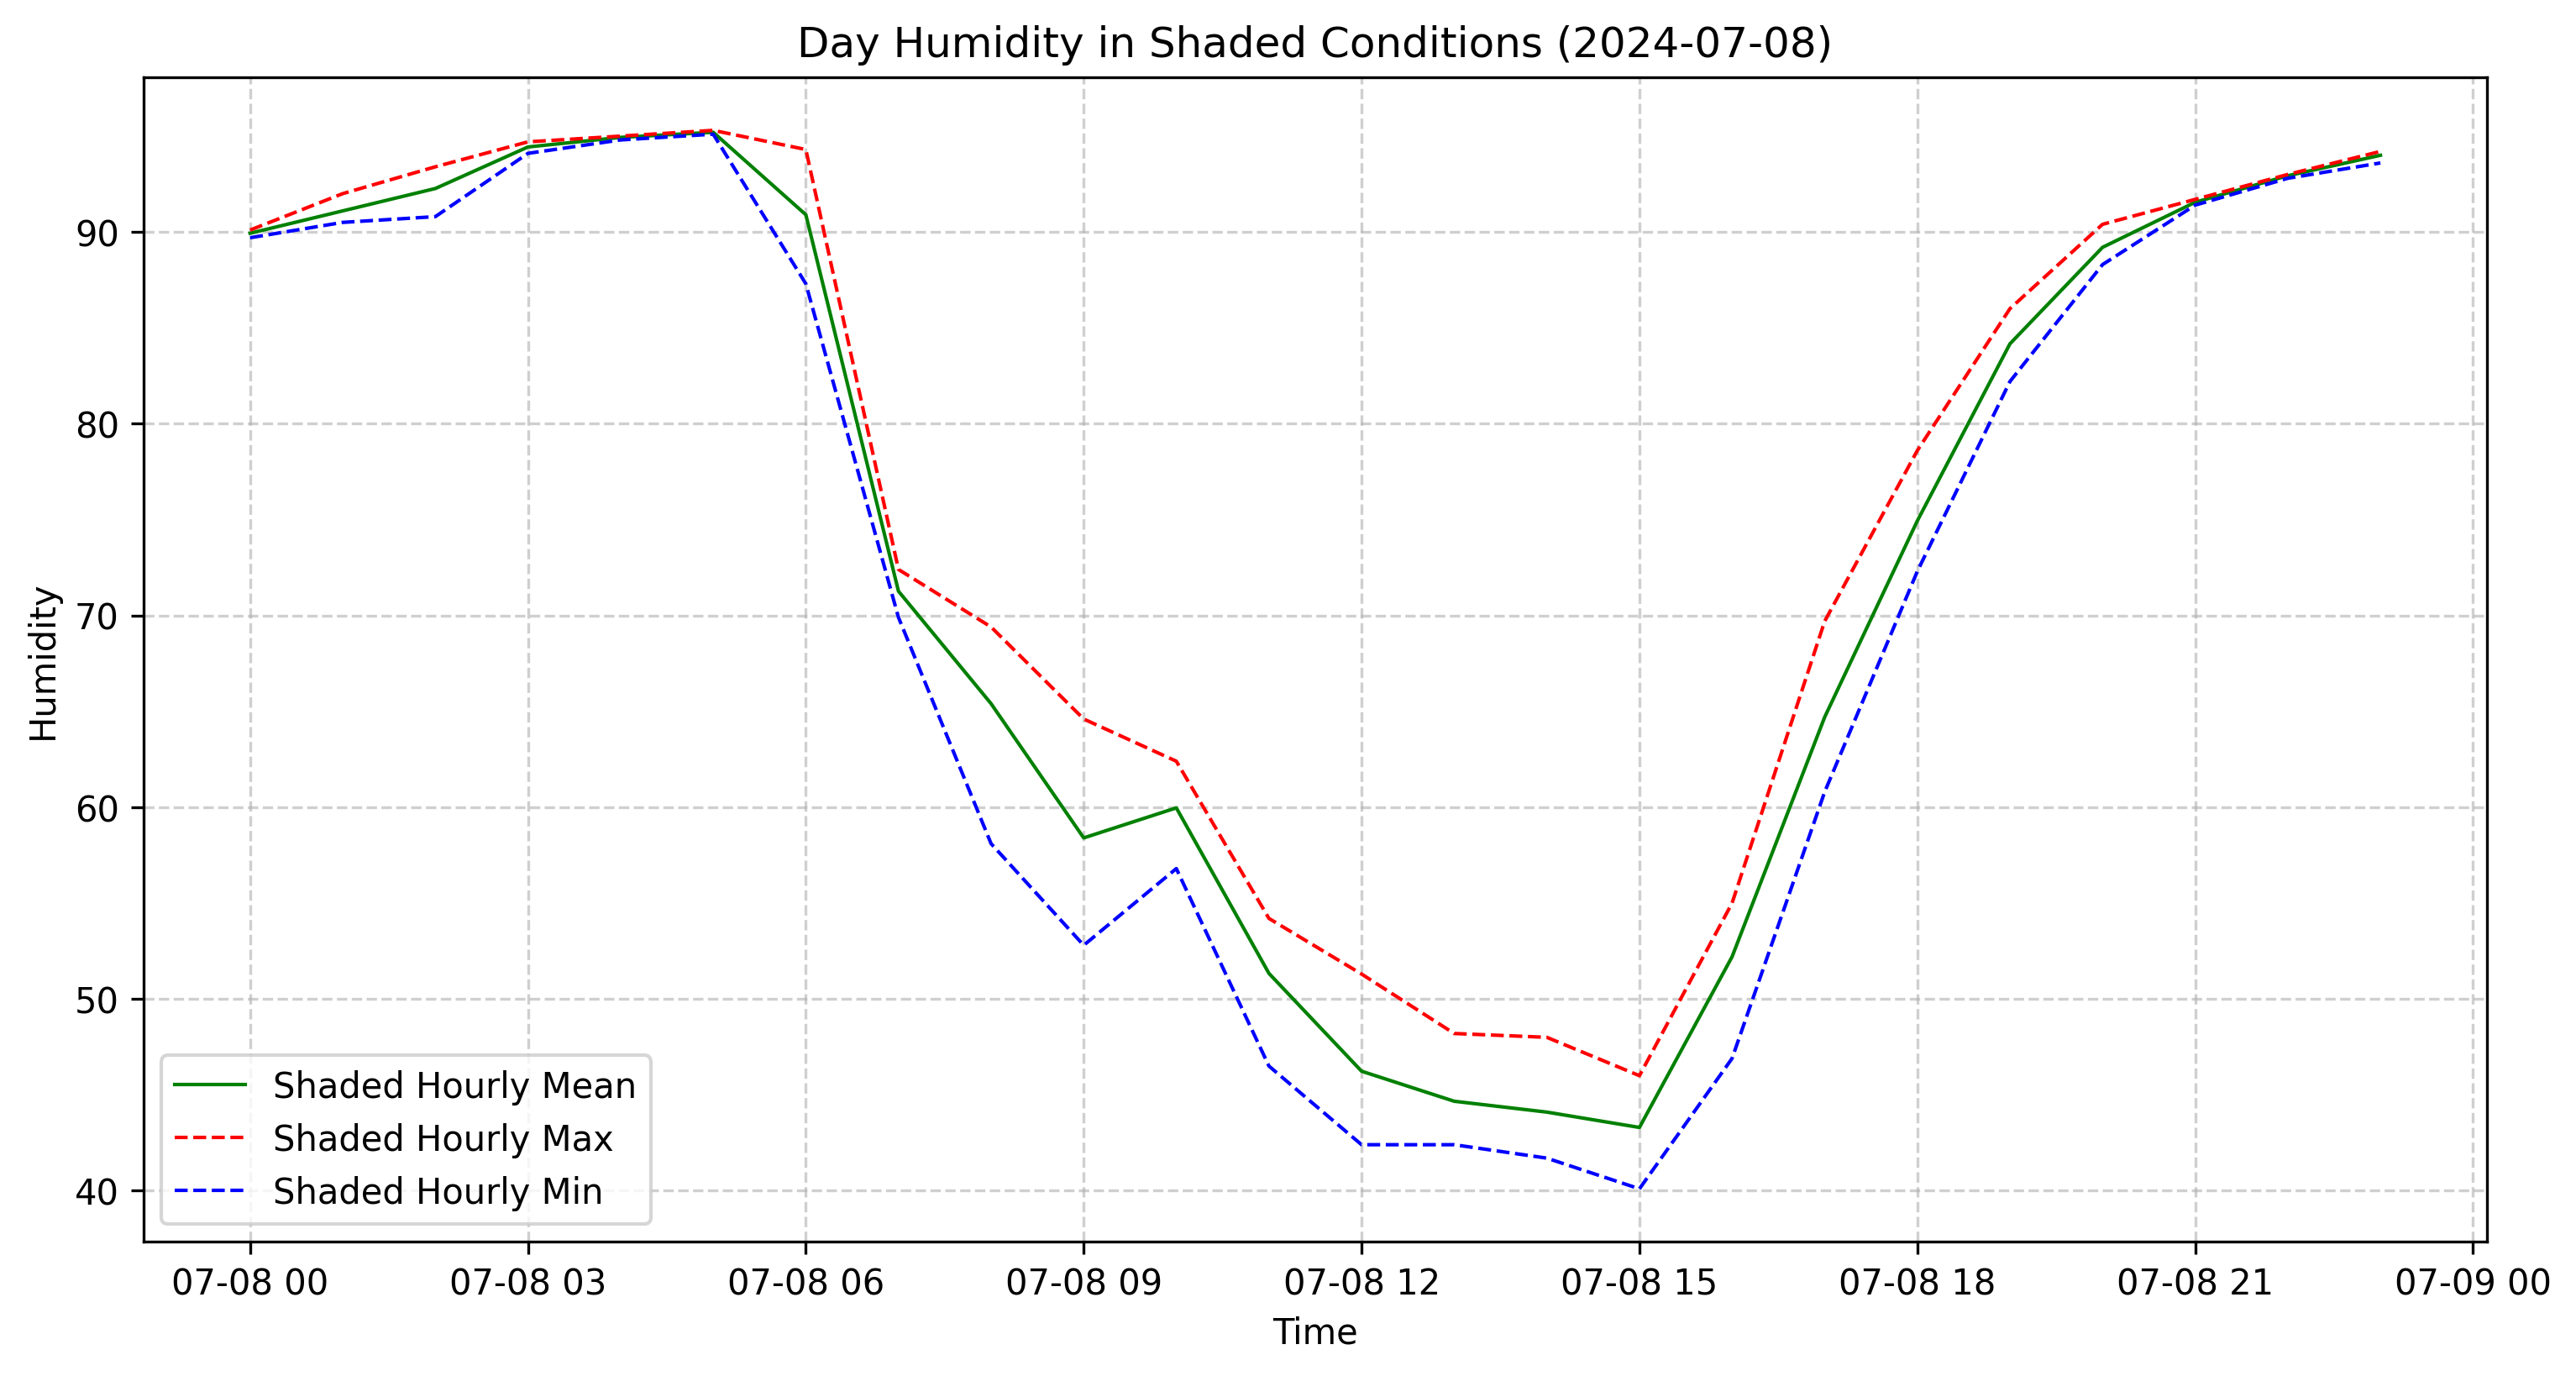 Day Humidity in Shaded Conditions (2024-07-08)
Humidity
90
80
70
60
50
40
Shaded Hourly Mean
Shaded Hourly Max
Shaded Hourly Min
07-08 00 07-08 03 07-08 06 07-08 09 07-08 12 07-08 15 07-08 18 07-08 21 07-09 00
Time